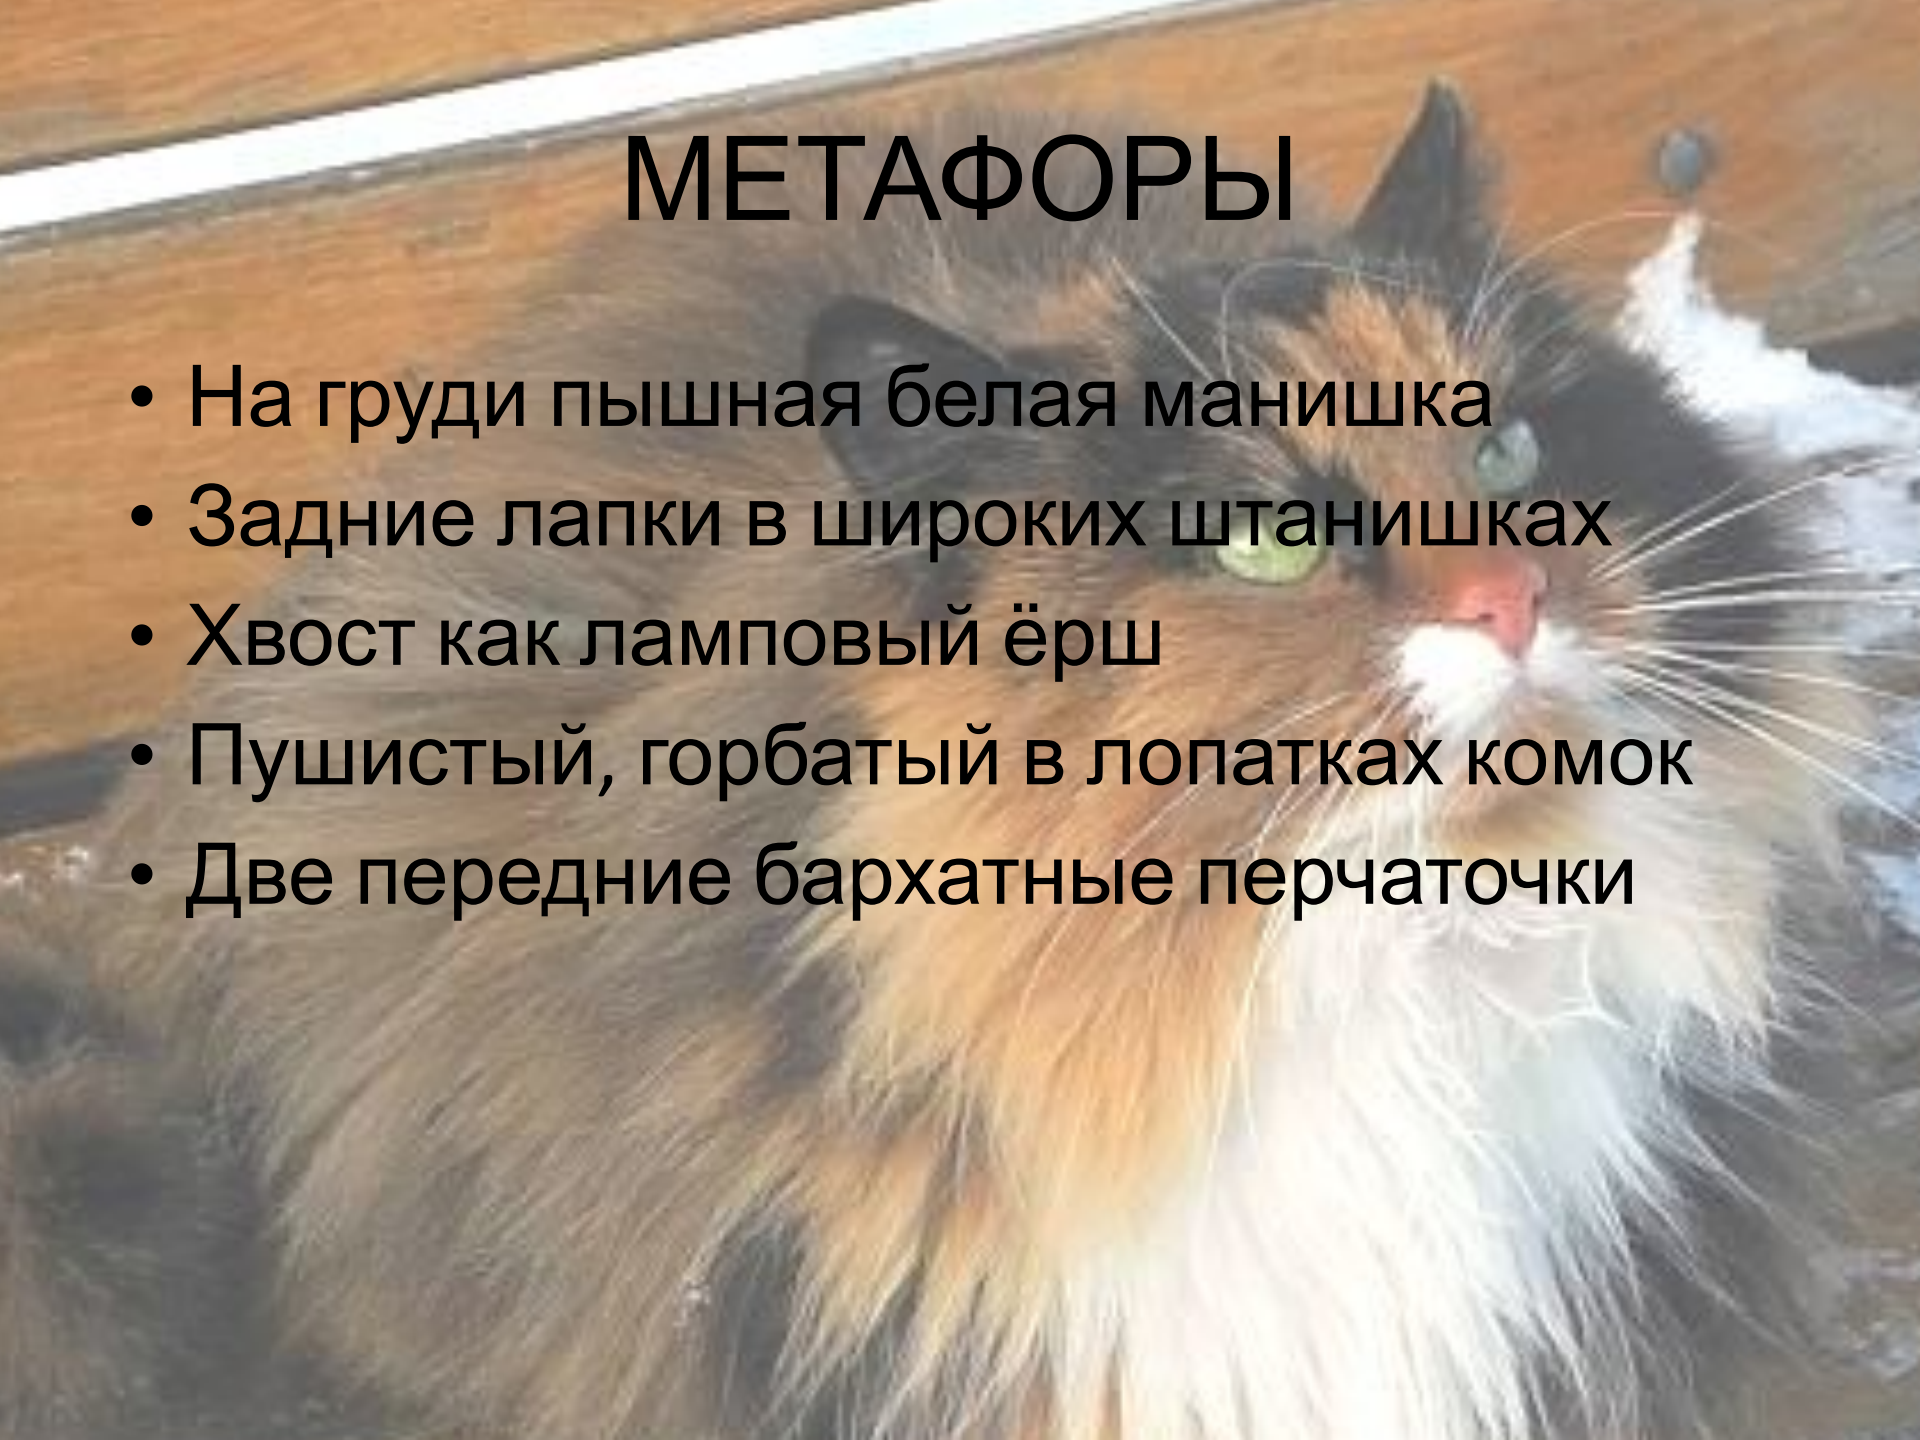 МЕТАФОРЫ
• На груди пышная белая манишка
• Задние лапки в широких штанишках
• Хвост как ламповый ёрш
• Пушистый, горбатый в лопатках комок
• Две передние бархатные перчаточки